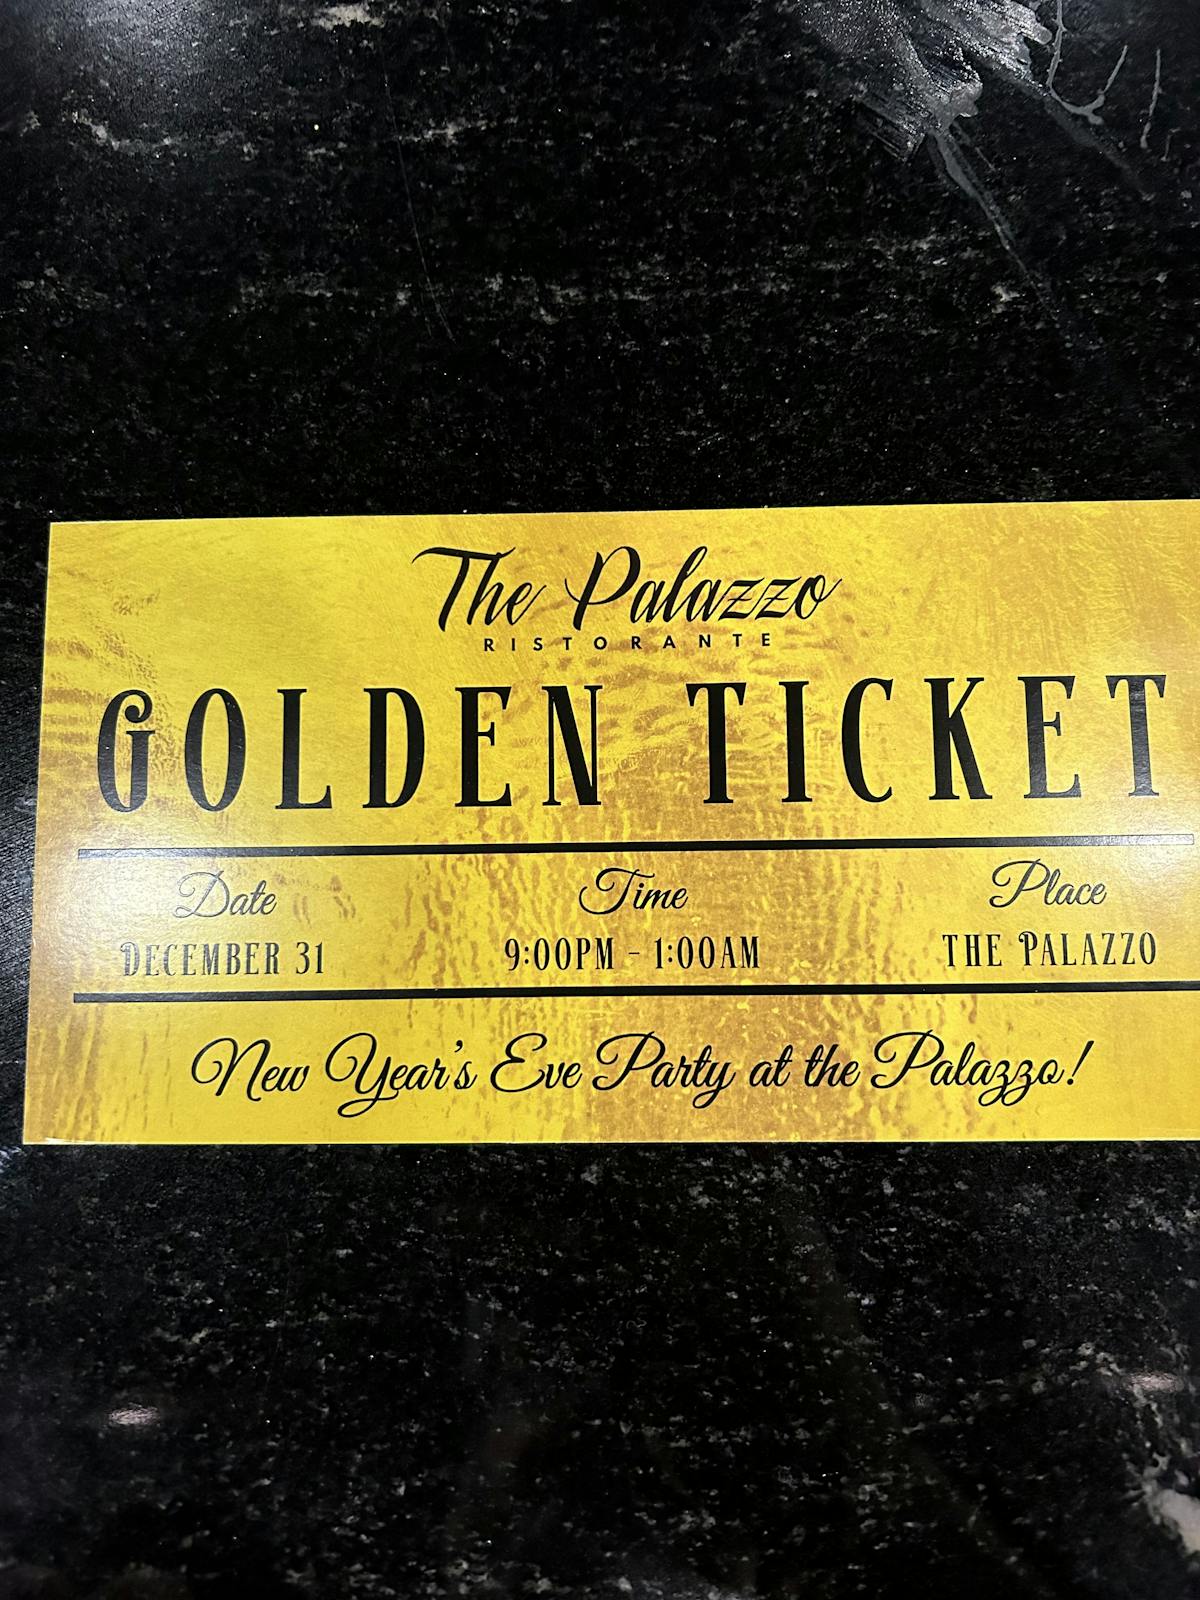 The Palazzo
RISTORANTE
GOLDEN TICKET
Date Time Place
DECEMBER 31 9:00PM - 1:00AM THE PALAZZO
New Year's Eve Party at the Palazzo!